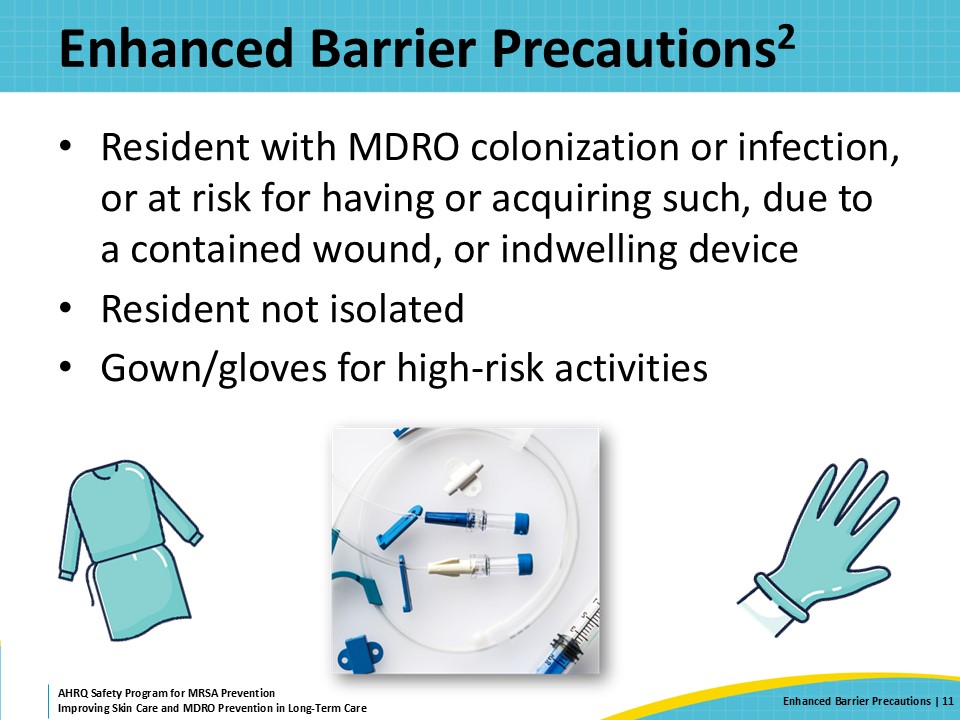 Enhanced Barrier Precautions²
• Resident with MDRO colonization or infection,
or at risk for having or acquiring such, due to
a contained wound, or indwelling device
• Resident not isolated
• Gown/gloves for high-risk activities
AHRQ Safety Program for MRSA Prevention
Improving Skin Care and MDRO Prevention in Long-Term Care
Enhanced Barrier Precautions | 11